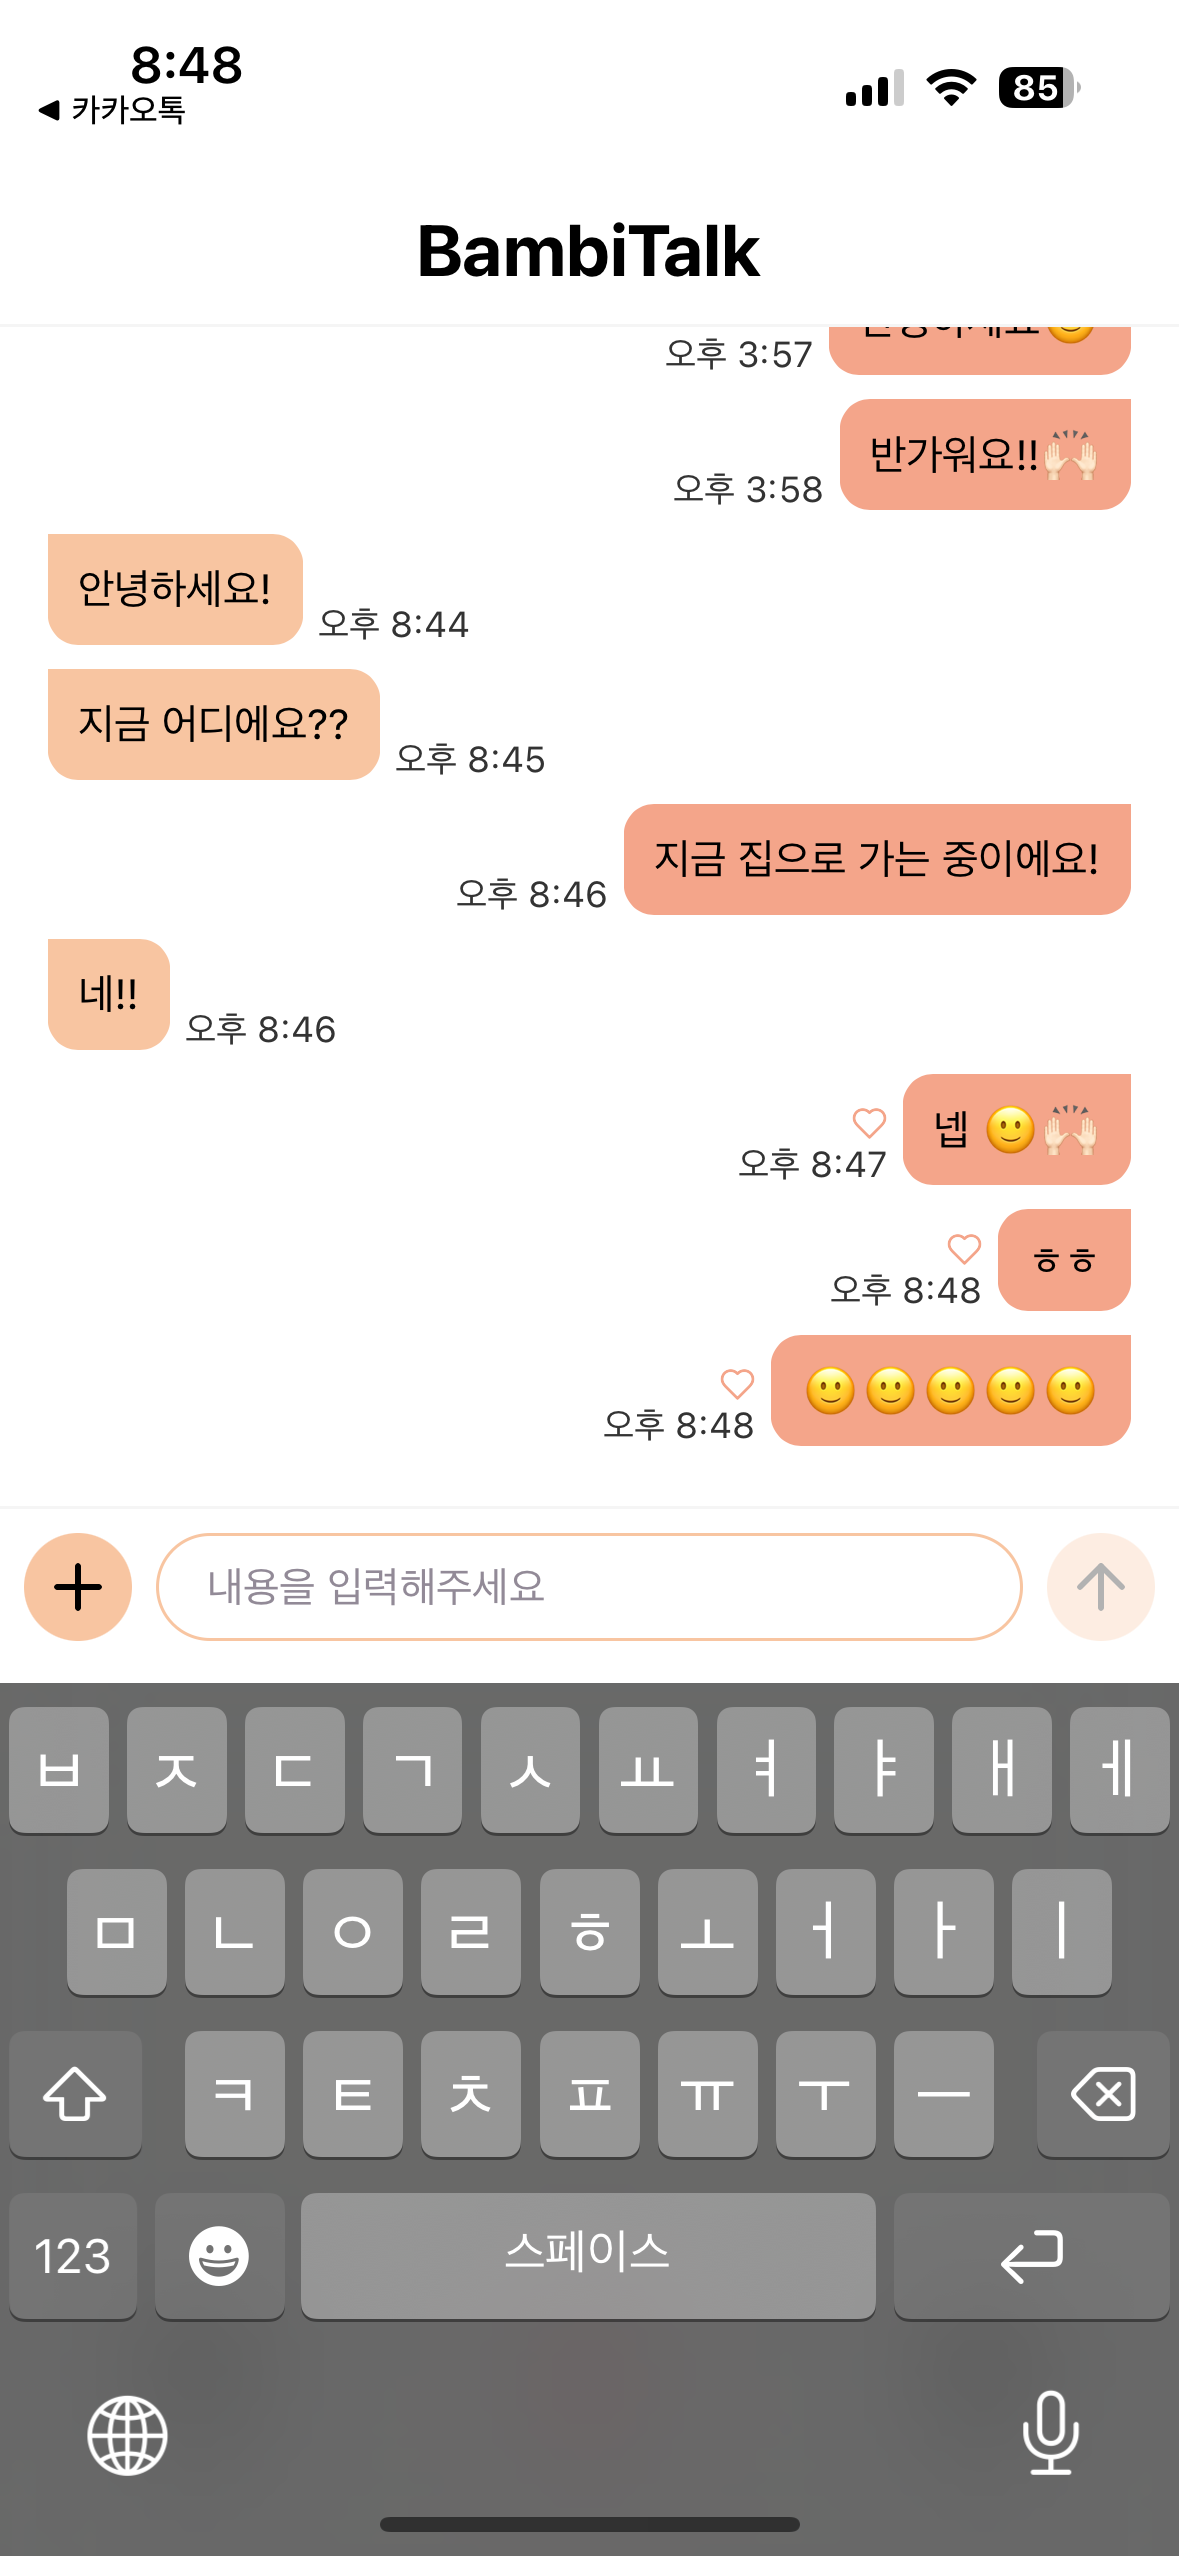 8:48
◀ 카카오톡
85
BambiTalk
오후 3:57
반가워요!!🙌🏻
오후 3:58
안녕하세요!
오후 8:44
지금 어디에요??
오후 8:45
지금 집으로 가는 중이에요!
오후 8:46
네!!
오후 8:46
넵 🙂🙌🏻
오후 8:47
ㅎㅎ
오후 8:48
🙂🙂🙂🙂🙂
오후 8:48
내용을 입력해주세요
ㅂ ㅈ ㄷ ㄱ ㅅ ㅛ ㅕ ㅑ ㅐ ㅔ
ㅁ ㄴ ㅇ ㄹ ㅎ ㅗ ㅓ ㅏ ㅣ
ㅋ ㅌ ㅊ ㅍ ㅠ ㅜ ㅡ
123 스페이스